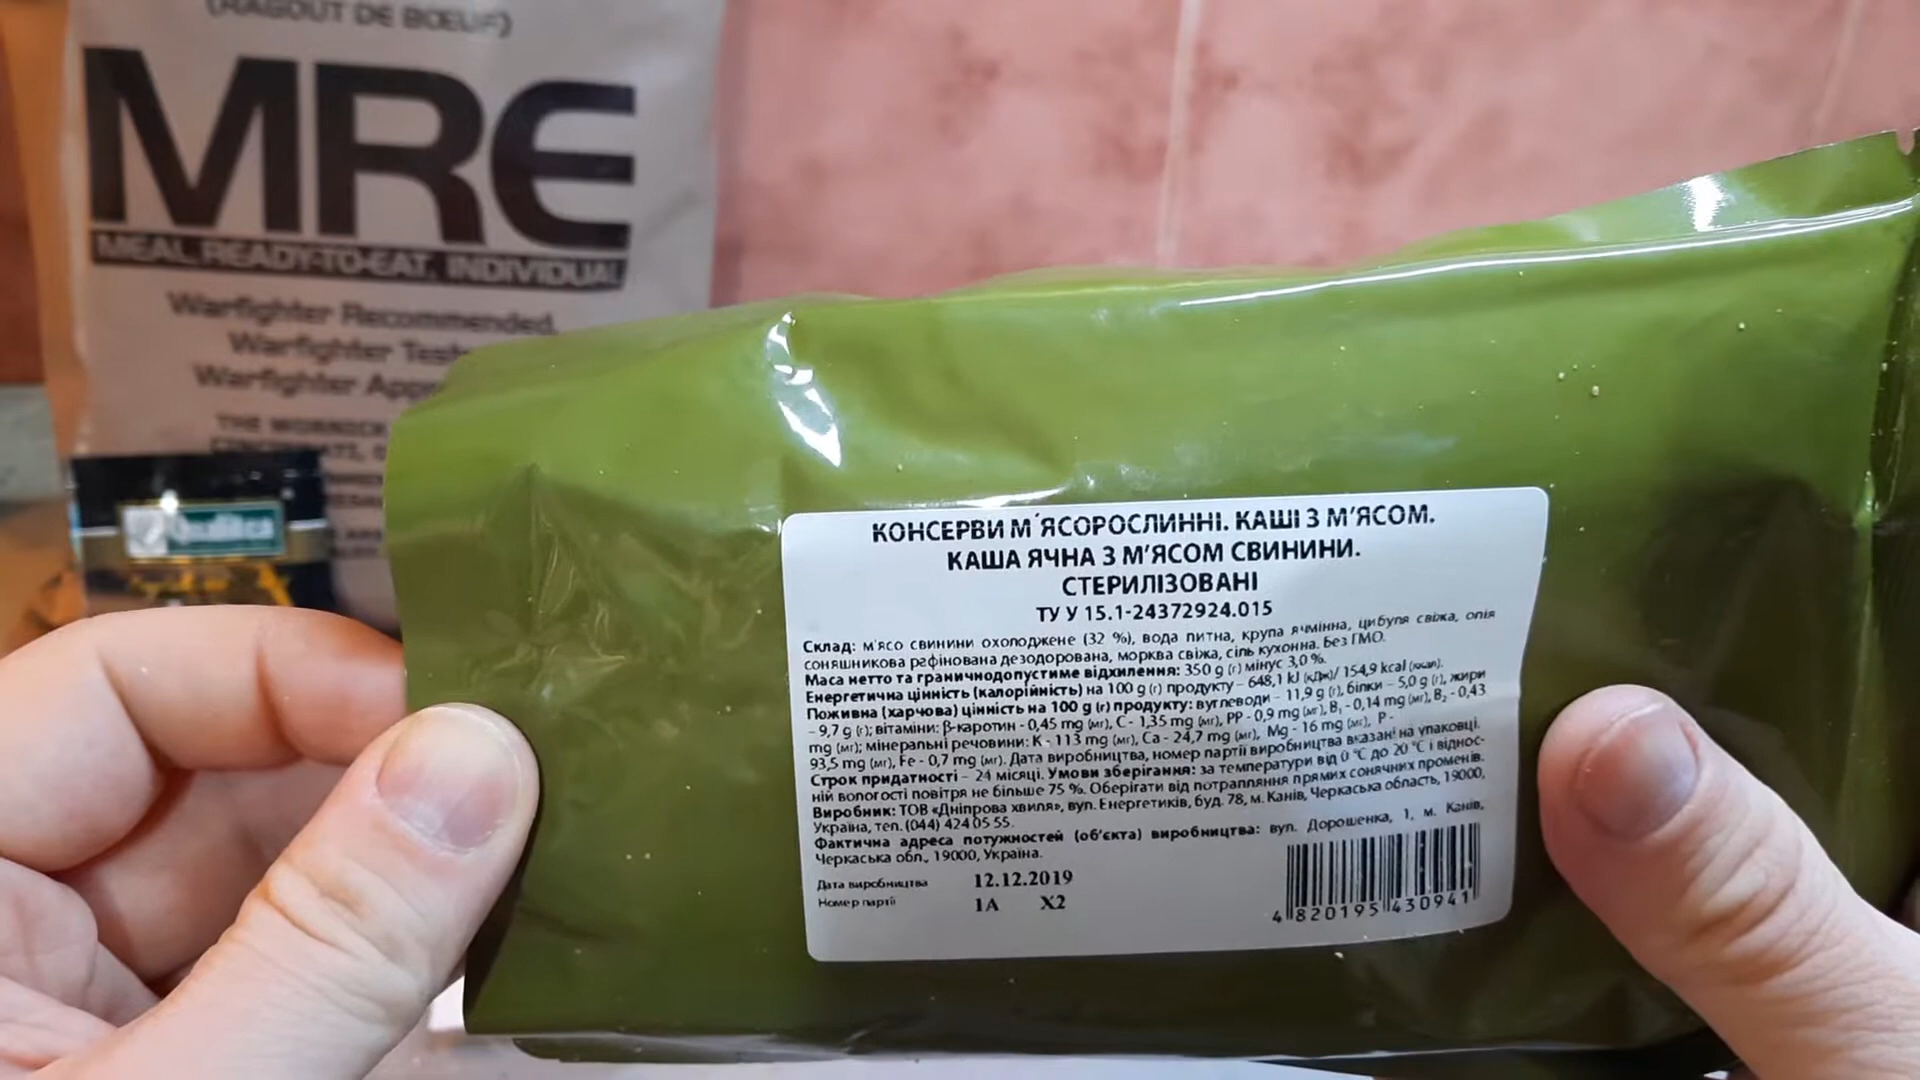 (RAGOUT DE BŒUF)
MRE
MEAL, READY-TO-EAT, INDIVIDUAL
Warfighter Recommended,
Warfighter
Warfighter
КОНСЕРВИ М´ЯСОРОСЛИННІ. КАШІ З М’ЯСОМ.
КАША ЯЧНА З М’ЯСОМ СВИНИНИ.
СТЕРИЛІЗОВАНІ
ТУ У 15.1-24372924.015
Склад: м'ясо свинини охолоджене (32 %), вода питна, крупа ячмінна, цибуля свіжа, олія
соняшникова рафінована дезодорована, морква свіжа, сіль кухонна. Без ГМО.
Маса нетто та граничнодопустиме відхилення: 350 g (г) мінус 3,0 %.
Енергетична цінність (калорійність) на 100 g (г) продукту – 648,1 kJ (кДж)/ 154,9 kcal (ккал).
Поживна (харчова) цінність на 100 g (г) продукту: вуглеводи – 11,9 g (г), білки – 5,0 g (г), жири
– 9,7 g (г); вітаміни: β-каротин - 0,45 mg (мг), C - 1,35 mg (мг), PP - 0,9 mg (мг), B₁ - 0,14 mg (мг), B₂ - 0,43
mg (мг); мінеральні речовини: K - 113 mg (мг), Ca - 24,7 mg (мг), Mg - 16 mg (мг), P -
93,5 mg (мг), Fe - 0,7 mg (мг). Дата виробництва, номер партії виробництва вказані на упаковці.
Строк придатності – 24 місяці. Умови зберігання: за температури від 0 °C до 20 °C і віднос-
ній вологості повітря не більше 75 %. Оберігати від потрапляння прямих сонячних променів.
Виробник: ТОВ «Дніпрова хвиля», вул. Енергетиків, буд. 78, м. Канів, Черкаська область, 19000,
Україна, тел. (044) 424 05 55.
Фактична адреса потужностей (об’єкта) виробництва: вул. Дорошенка, 1, м. Канів,
Черкаська обл., 19000, Україна.
Дата виробництва 12.12.2019
Номер партії 1А Х2
4 820195 430941